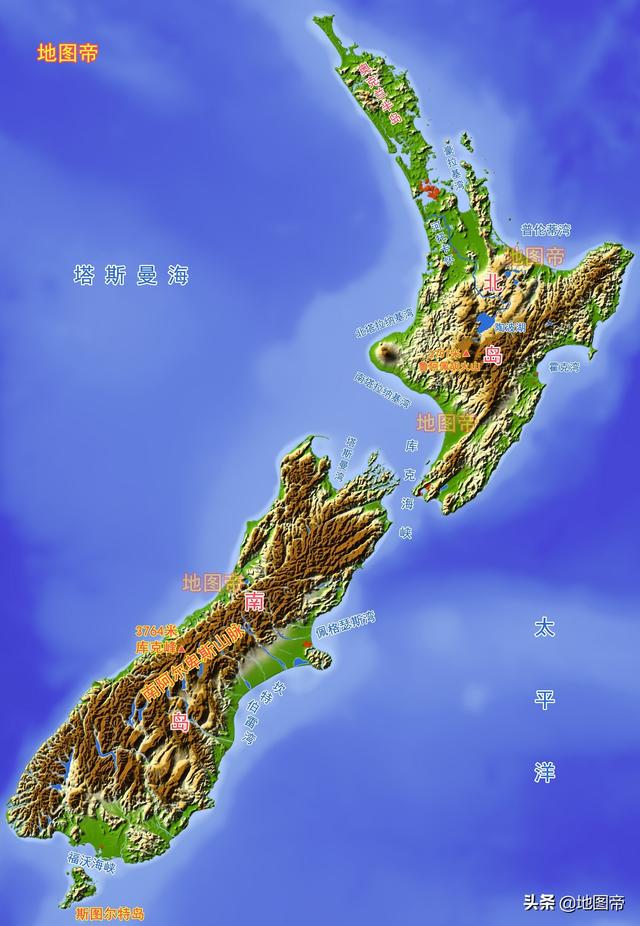 地图帝
奥克兰半岛
豪拉基湾
普伦蒂湾
地图帝
塔斯曼海
北
北塔拉纳基湾
陶波湖
岛
霍克湾
南塔拉纳基湾
地图帝
塔斯曼湾
库克海峡
地图帝
南
佩格瑟斯湾
太平洋
3764米
库克峰
南阿尔卑斯山脉
坎特伯雷湾
岛
福沃海峡
斯图尔特岛
头条 @地图帝